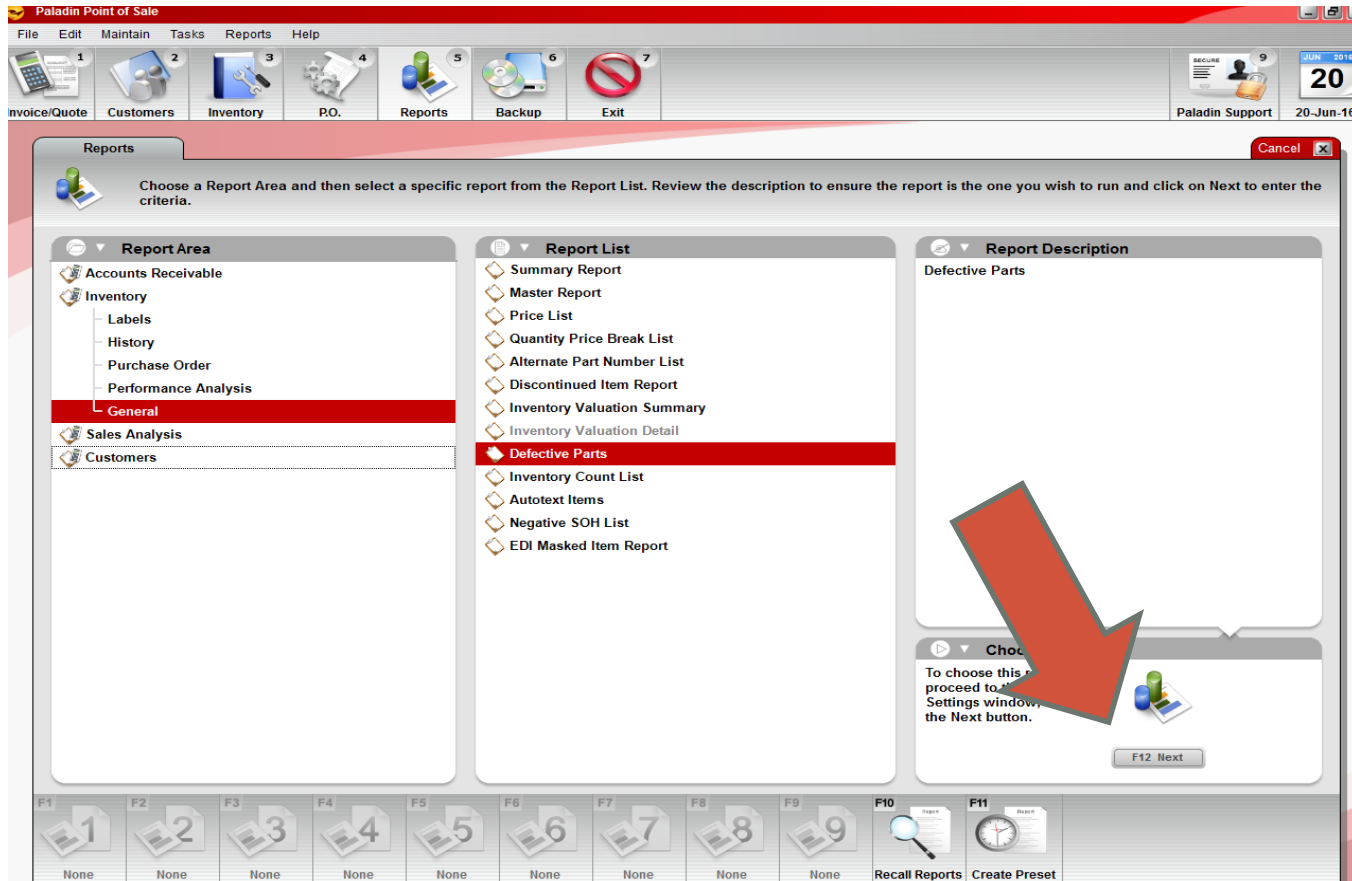 Paladin Point of Sale
File Edit Maintain Tasks Reports Help
1 2 3 4 5 6 7 SECURE 9 JUN 2016
20
nvoice/Quote Customers Inventory P.O. Reports Backup Exit Paladin Support 20-Jun-16
Reports Cancel
Choose a Report Area and then select a specific report from the Report List. Review the description to ensure the report is the one you wish to run and click on Next to enter the
criteria.
Report Area
Accounts Receivable
Inventory
Labels
History
Purchase Order
Performance Analysis
General
Sales Analysis
Customers
Report List
Summary Report
Master Report
Price List
Quantity Price Break List
Alternate Part Number List
Discontinued Item Report
Inventory Valuation Summary
Inventory Valuation Detail
Defective Parts
Inventory Count List
Autotext Items
Negative SOH List
EDI Masked Item Report
Report Description
Defective Parts
To choose this
proceed to
Settings window,
the Next button.
F12 Next
F1 F2 F3 F4 F5 F6 F7 F8 F9 F10 F11
1 2 3 4 5 6 7 8 9 Report Report
None None None None None None None None None Recall Reports Create Preset